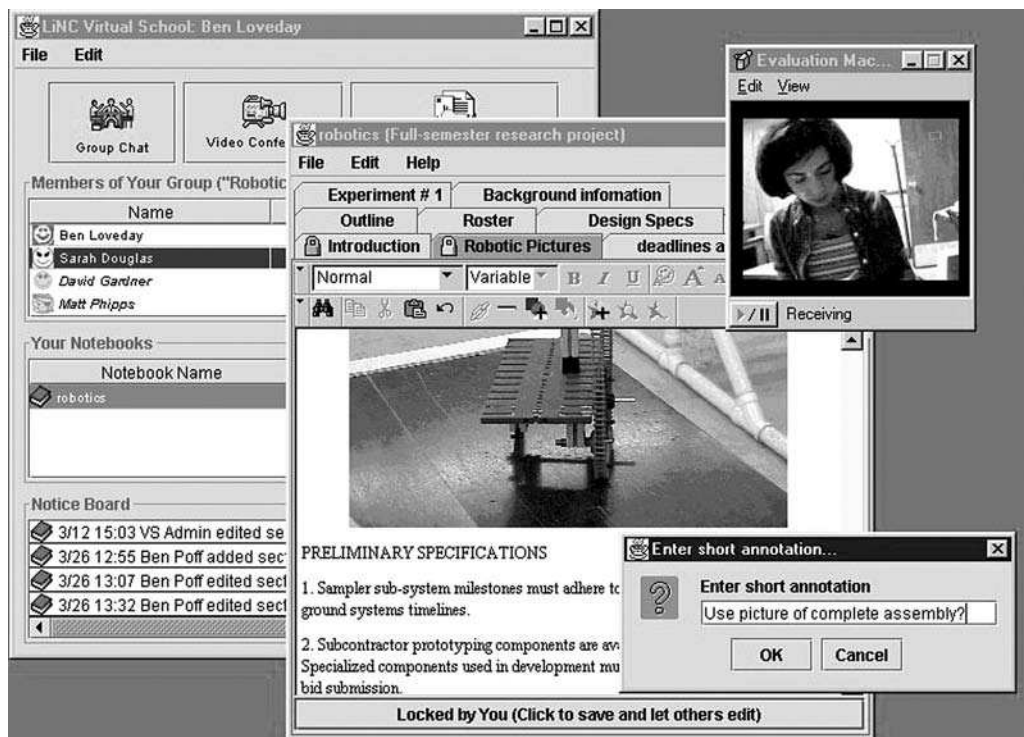 LiNC Virtual School: Ben Loveday
File Edit
Group Chat
Video Confe
Members of Your Group ("Robotic
Name
Ben Loveday
Sarah Douglas
David Gardner
Matt Phipps
Your Notebooks
Notebook Name
robotics
Notice Board
3/12 15:03 VS Admin edited se
3/26 12:55 Ben Poff added sec
3/26 13:07 Ben Poff edited sect
3/26 13:32 Ben Poff edited sect
robotics (Full-semester research project)
File Edit Help
Experiment # 1 Background infomation
Outline Roster Design Specs
Introduction Robotic Pictures deadlines a
Normal Variable B I U A A
PRELIMINARY SPECIFICATIONS
1. Sampler sub-system milestones must adhere to
ground systems timelines.
2. Subcontractor prototyping components are av
Specialized components used in development mu
bid submission.
Locked by You (Click to save and let others edit)
Evaluation Mac...
Edit View
Receiving
Enter short annotation...
Enter short annotation
Use picture of complete assembly?
OK Cancel